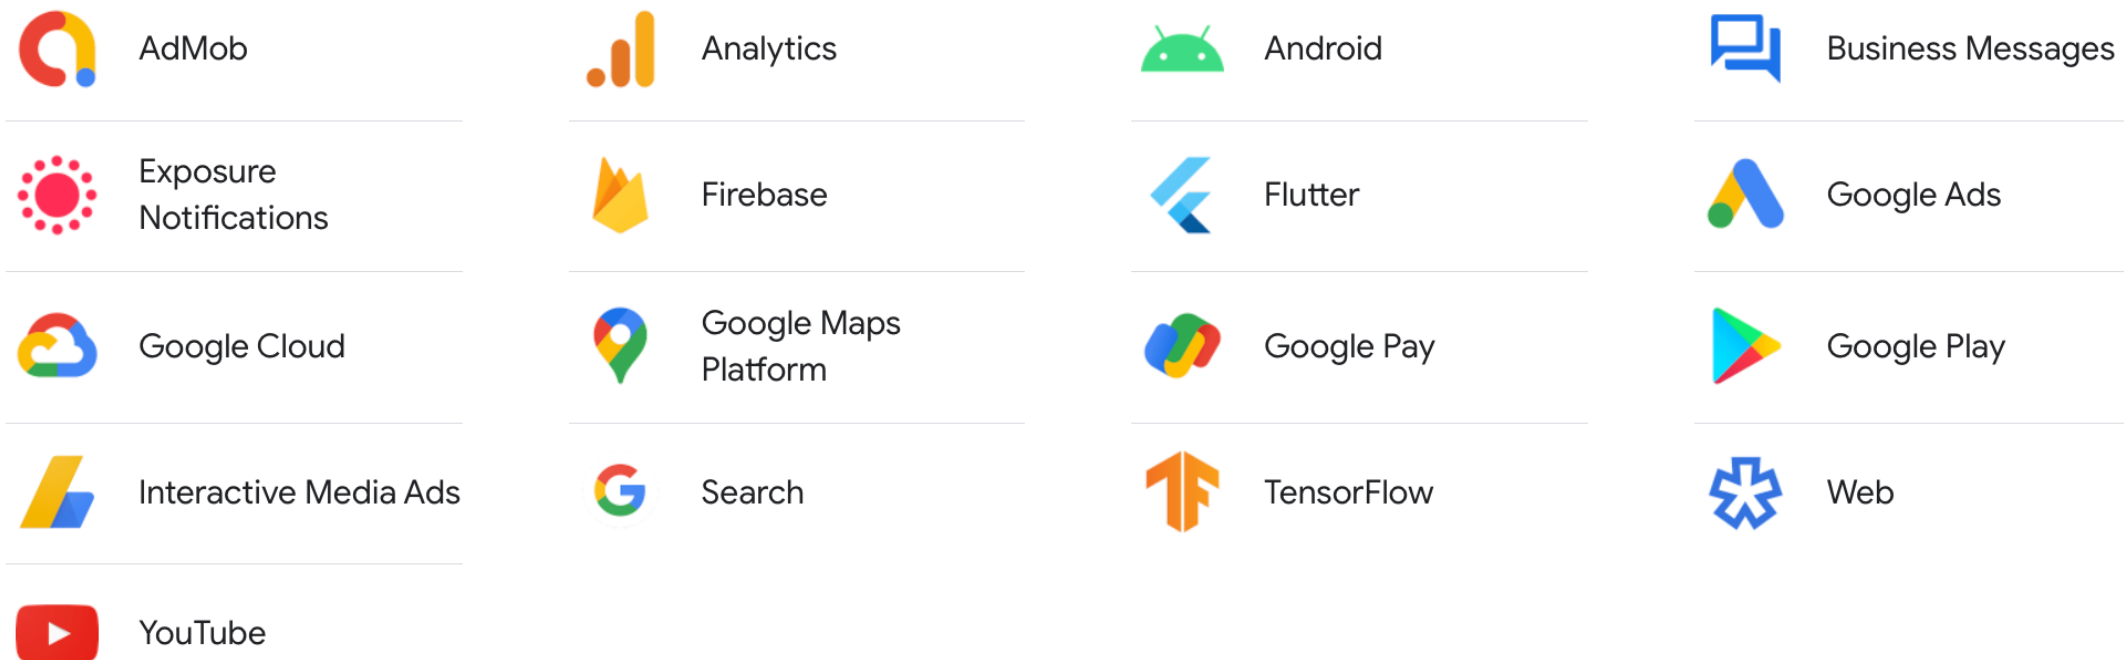 AdMob
Analytics
Android
Business Messages
Exposure
Notifications
Firebase
Flutter
Google Ads
Google Cloud
Google Maps
Platform
Google Pay
Google Play
Interactive Media Ads
Search
TensorFlow
Web
YouTube